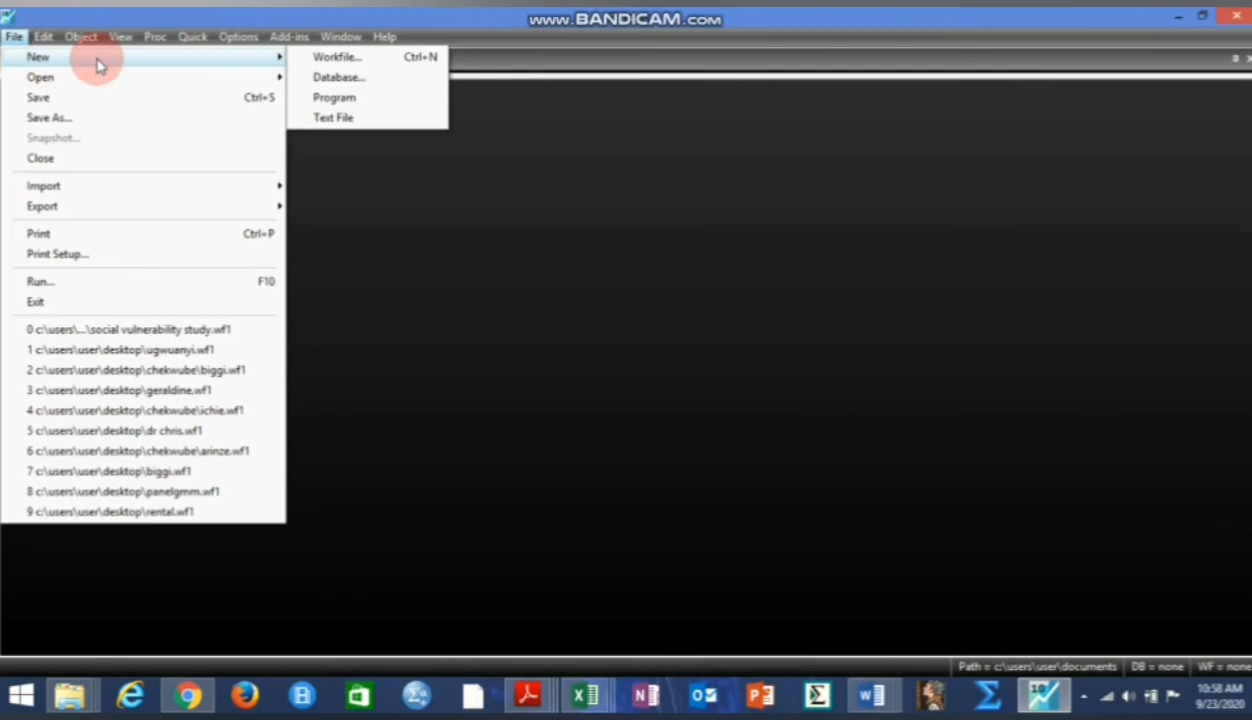 www.BANDICAM.com
File Edit Object View Proc Quick Options Add-ins Window Help
New
Workfile... Ctrl+N
Open
Database...
Save Ctrl+S
Program
Save As...
Text File
Snapshot...
Close
Import
Export
Print Ctrl+P
Print Setup...
Run... F10
Exit
0 c:\users\...\social vulnerability study.wf1
1 c:\users\user\desktop\ugwuanyi.wf1
2 c:\users\user\desktop\chekwube\biggi.wf1
3 c:\users\user\desktop\geraldine.wf1
4 c:\users\user\desktop\chekwube\ichie.wf1
5 c:\users\user\desktop\dr chris.wf1
6 c:\users\user\desktop\chekwube\arinze.wf1
7 c:\users\user\desktop\biggi.wf1
8 c:\users\user\desktop\panelgmm.wf1
9 c:\users\user\desktop\rental.wf1
Path = c:\users\user\documents DB = none WF = none
10:58 AM
9/23/2020